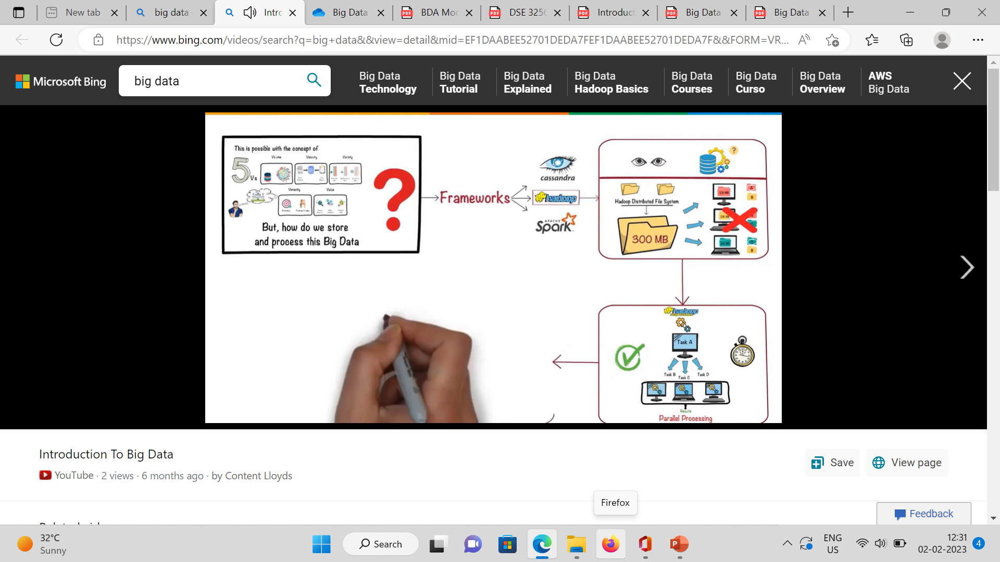 New tab
big data
Intro
Big Data
BDA Moc
DSE 3256
Introduct
Big Data
Big Data
https://www.bing.com/videos/search?q=big+data&&view=detail&mid=EF1DAABEE52701DEDA7FEF1DAABEE52701DEDA7F&&FORM=VR...
Microsoft Bing
big data
Big Data
Technology
Big Data
Tutorial
Big Data
Explained
Big Data
Hadoop Basics
Big Data
Courses
Big Data
Curso
Big Data
Overview
AWS
Big Data
This is possible with the concept of
5 Vs
Volume
Velocity
Variety
Veracity
Value
But, how do we store
and process this Big Data
?
Frameworks
cassandra
hadoop
APACHE
Spark
?
Hadoop Distributed File System
300 MB
128 MB
A
B
hadoop
Task A
Task B
Task C
Task D
Results
Parallel Processing
Introduction To Big Data
YouTube · 2 views · 6 months ago · by Content Lloyds
Save
View page
Firefox
Feedback
32°C
Sunny
Search
ENG
US
12:31
02-02-2023
4